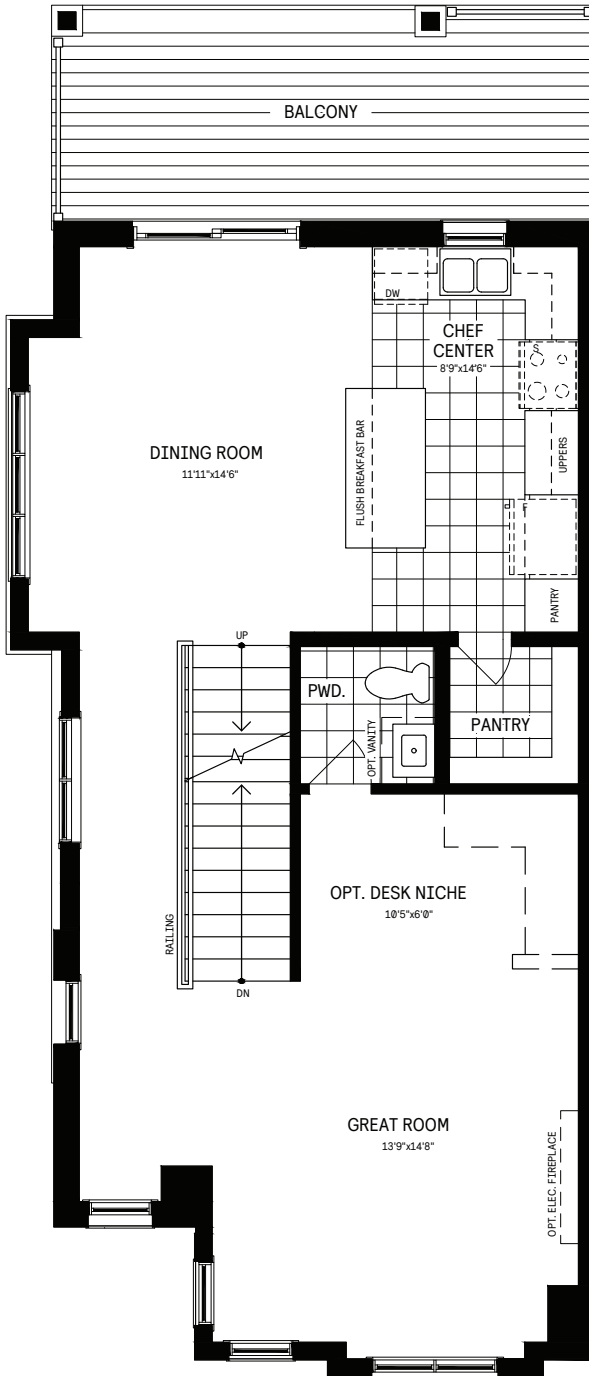 BALCONY
DW
CHEF
CENTER
8'9"x14'6"
S
DINING ROOM
11'11"x14'6"
FLUSH BREAKFAST BAR
UPPERS
F
PANTRY
UP
PWD.
OPT. VANITY
PANTRY
OPT. DESK NICHE
10'5"x6'0"
RAILING
DN
GREAT ROOM
13'9"x14'8"
OPT. ELEC. FIREPLACE